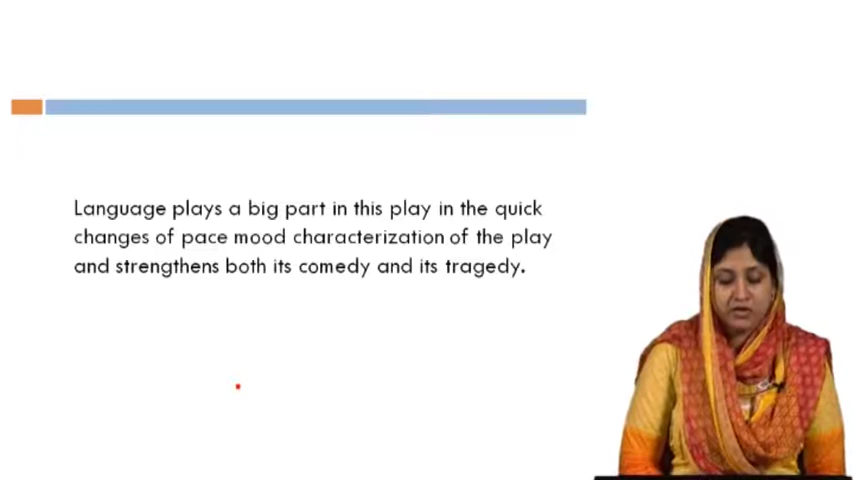 Language plays a big part in this play in the quick
changes of pace mood characterization of the play
and strengthens both its comedy and its tragedy.